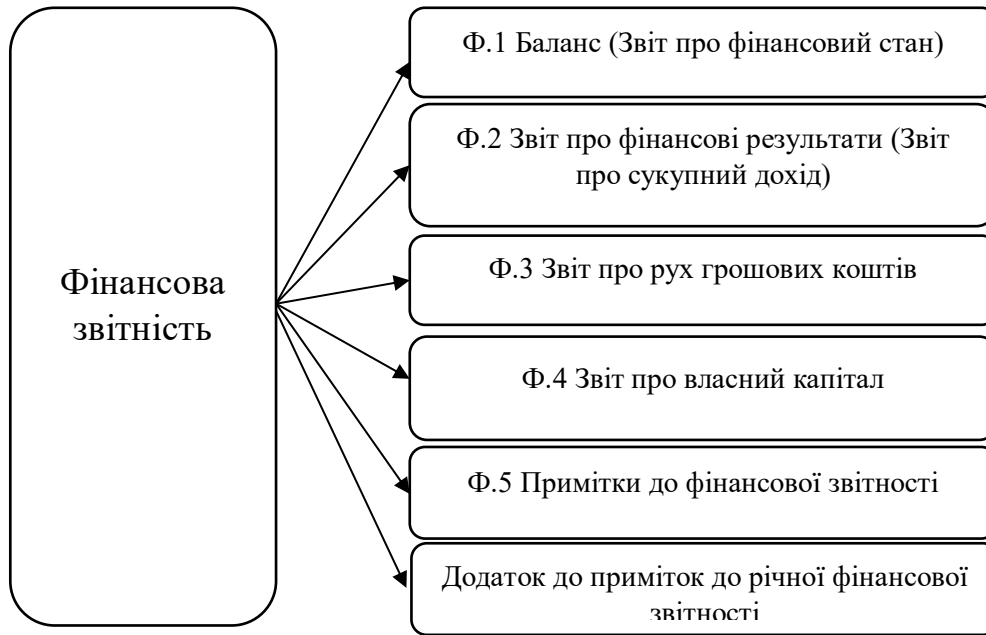 Фінансова
звітність
Ф.1 Баланс (Звіт про фінансовий стан)
Ф.2 Звіт про фінансові результати (Звіт
про сукупний дохід)
Ф.3 Звіт про рух грошових коштів
Ф.4 Звіт про власний капітал
Ф.5 Примітки до фінансової звітності
Додаток до приміток до річної фінансової
звітності